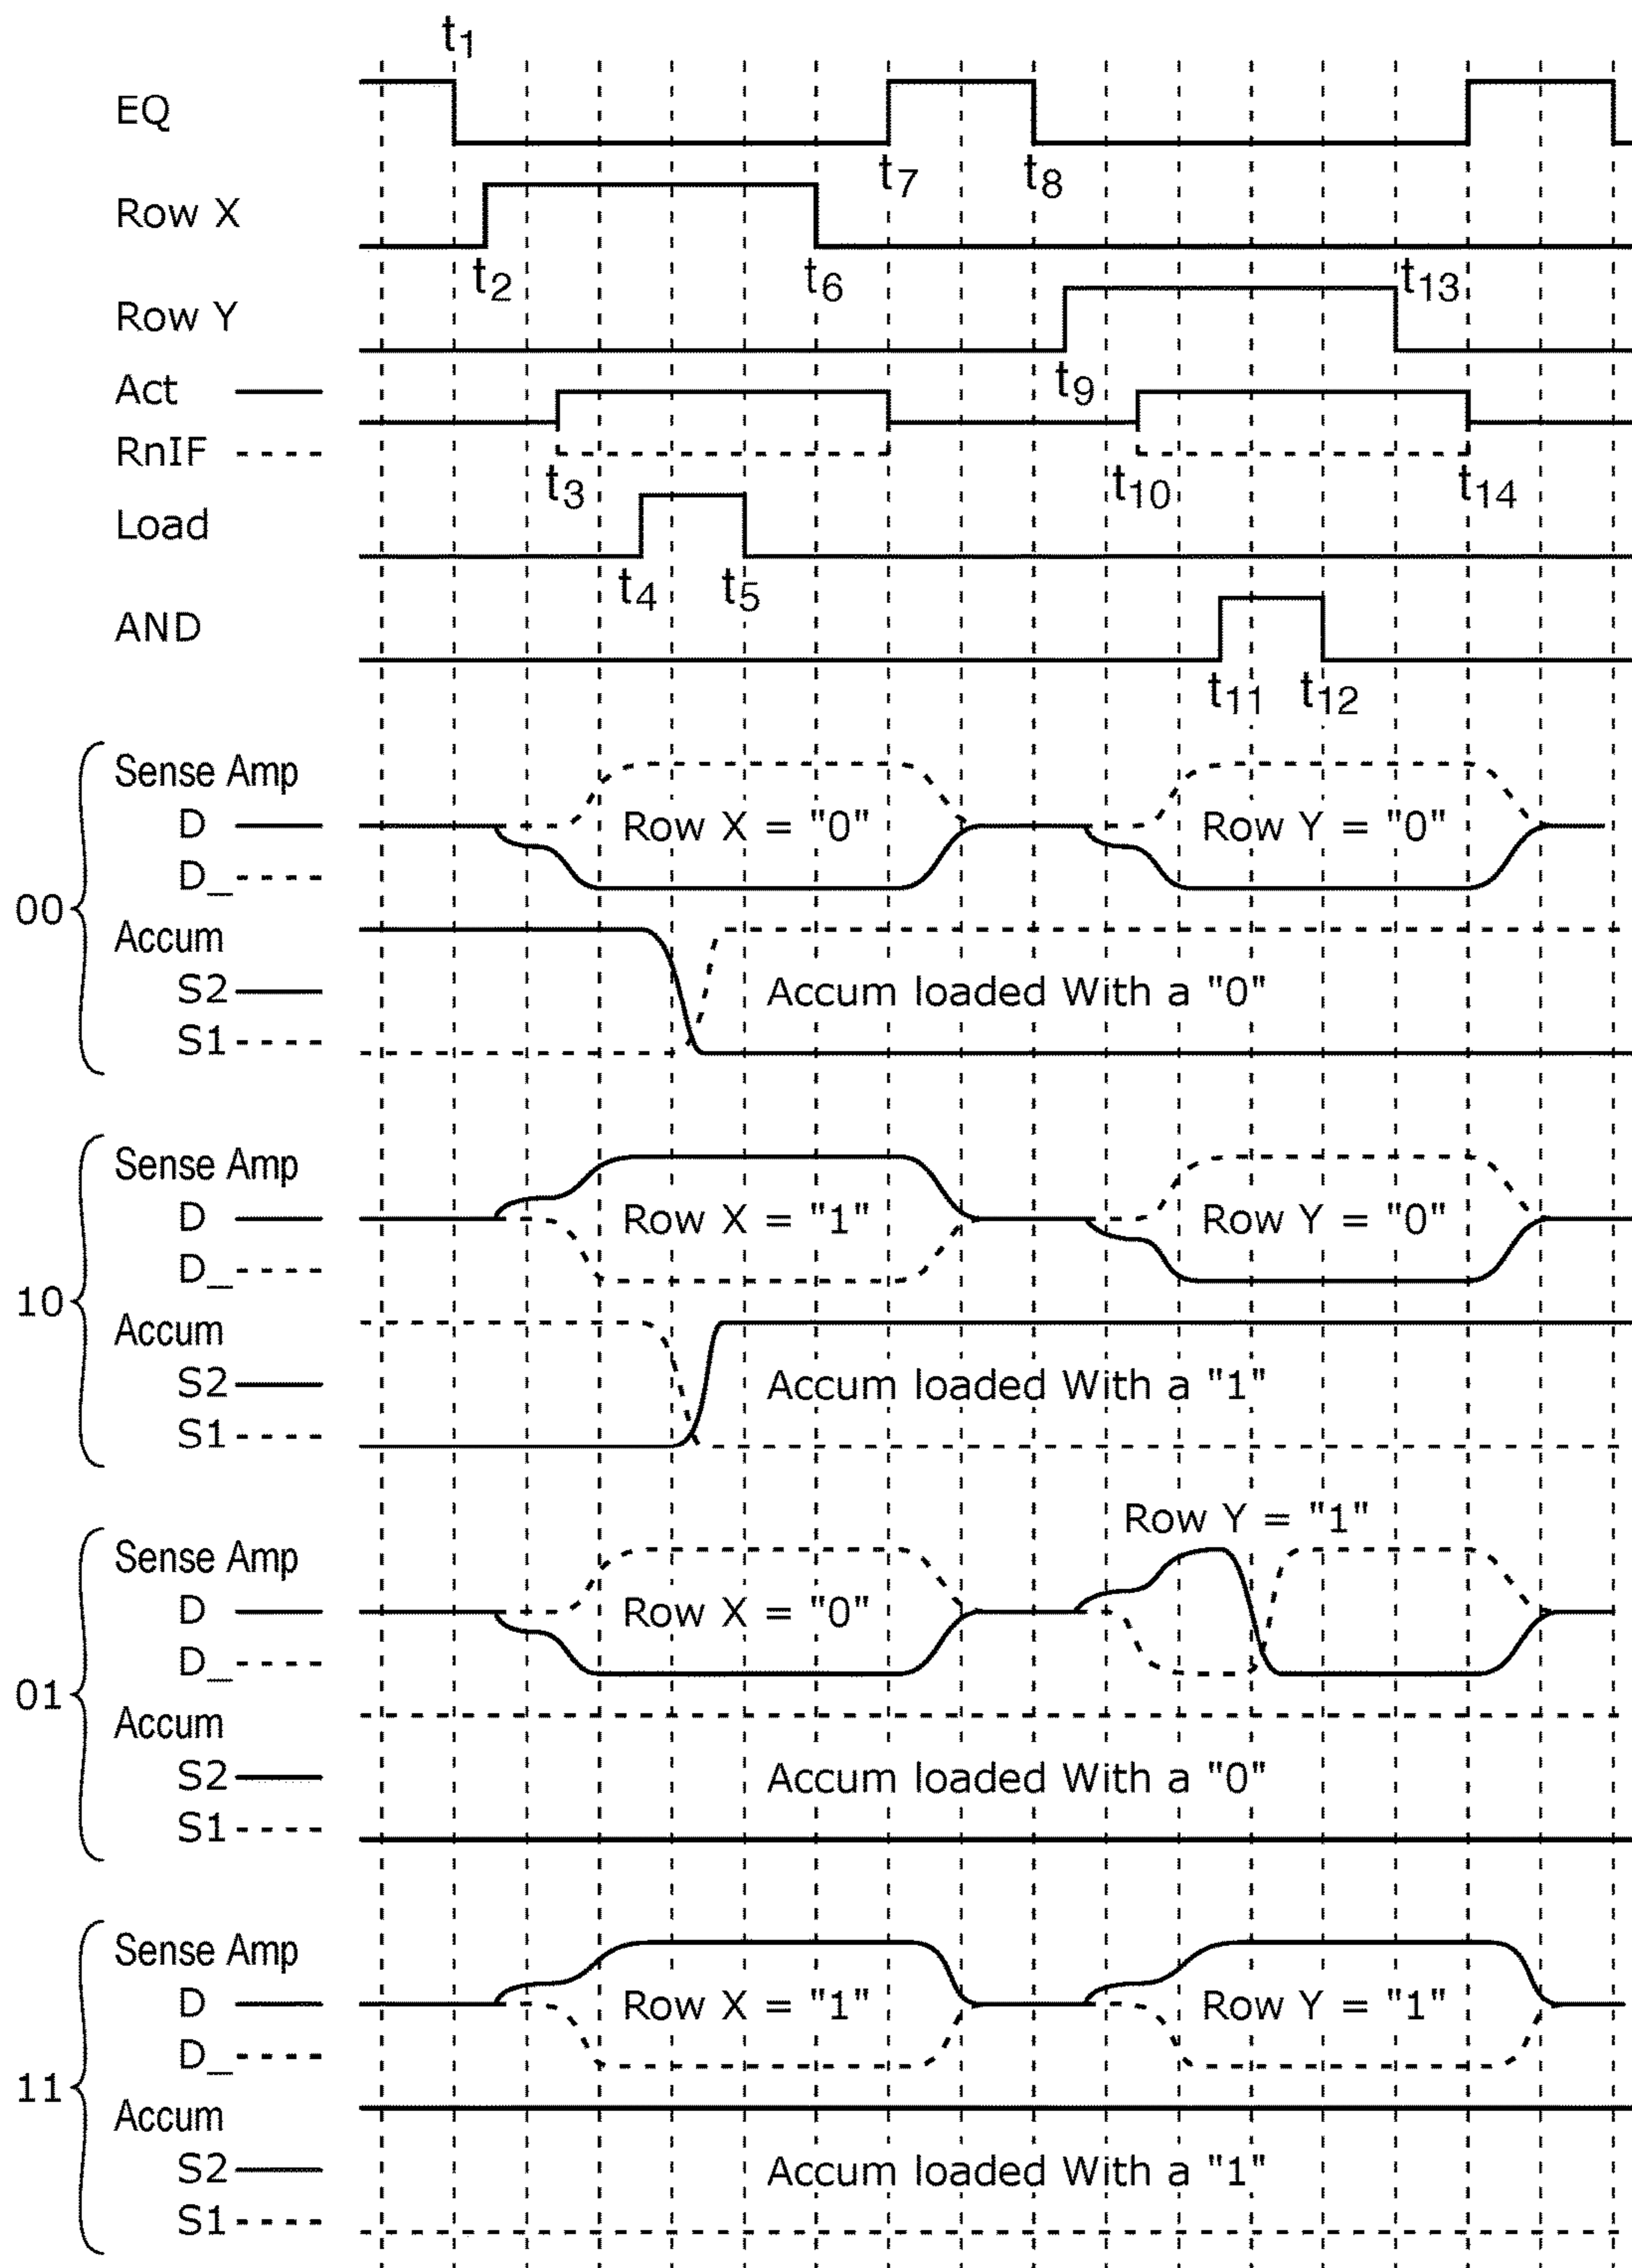 t1
EQ
t7 t8
Row X
t2 t6 t13
Row Y
Act
t9
RnIF
t3 t10 t14
Load
t4 t5
AND
t11 t12
Sense Amp
D Row X = "0" Row Y = "0"
D_
00
Accum
S2 Accum loaded With a "0"
S1
Sense Amp
D Row X = "1" Row Y = "0"
D_
10
Accum
S2 Accum loaded With a "1"
S1
Row Y = "1"
Sense Amp
D Row X = "0"
D_
01
Accum
S2 Accum loaded With a "0"
S1
Sense Amp
D Row X = "1" Row Y = "1"
D_
11
Accum
S2 Accum loaded With a "1"
S1